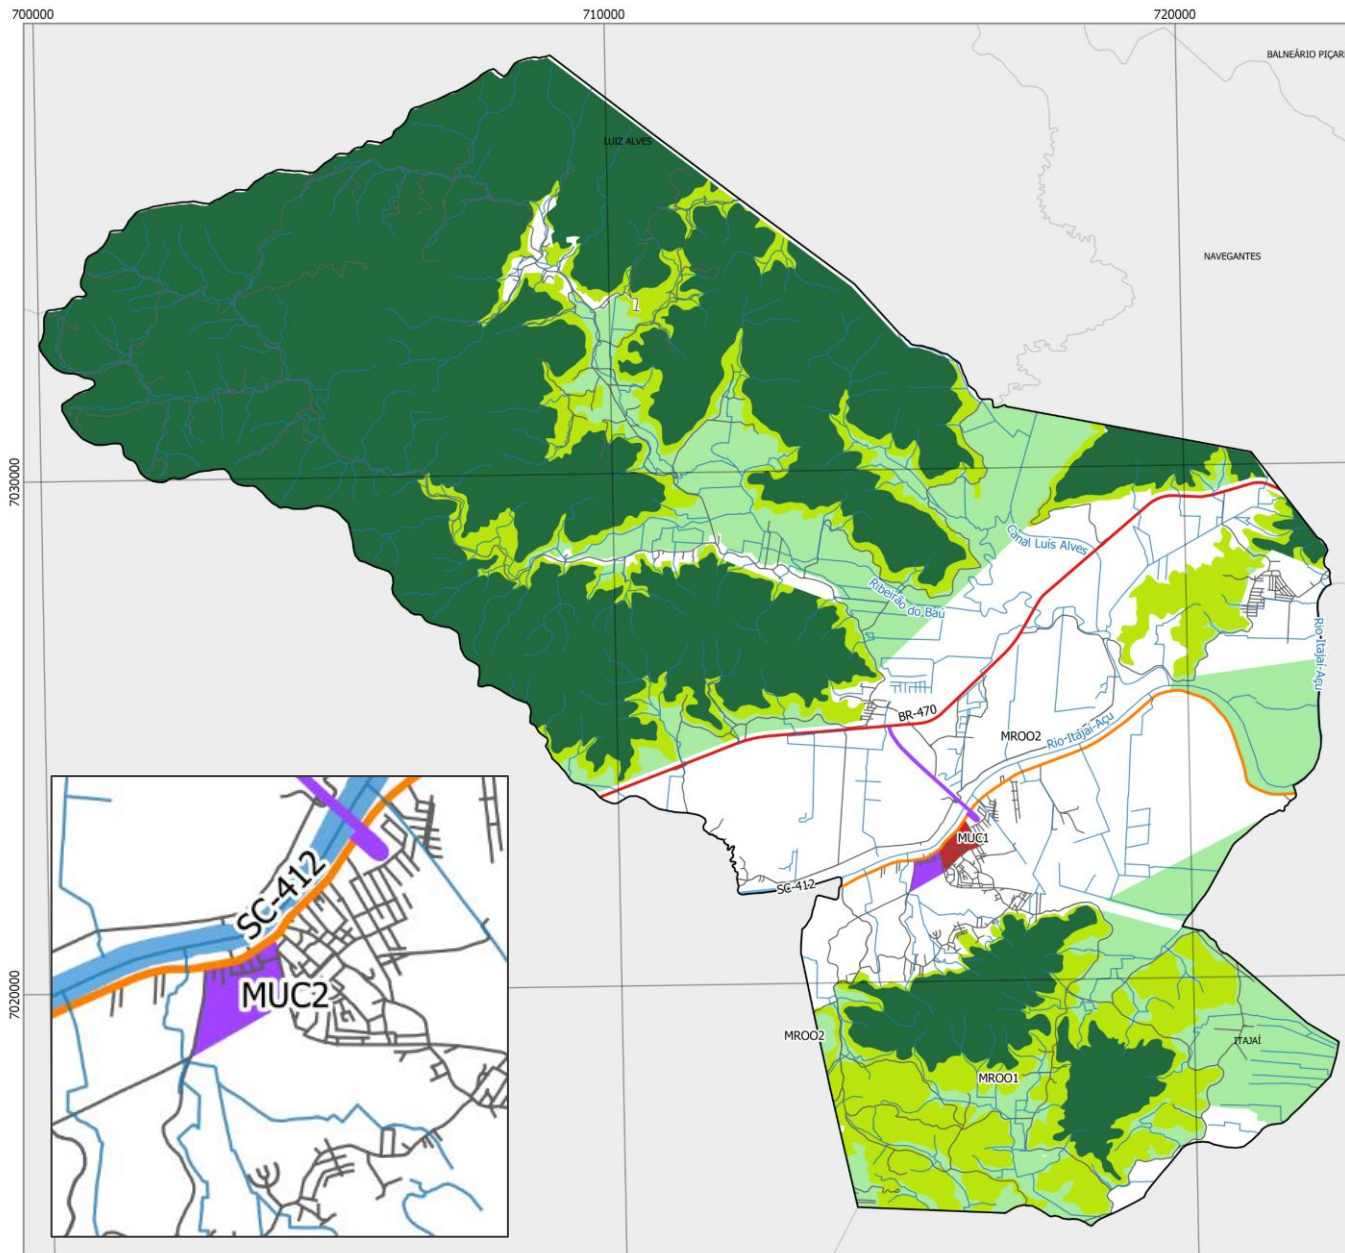 700000
710000
720000
BALNEÁRIO PIÇAR
LUIZ ALVES
NAVEGANTES
7030000
Canal Luis Alves
Ribeirão do Baú
Rio-Itajaí-Açu
BR-470
MROO2
Rio-Itajaí-Açu
MUC1
SC-412
SC-412
MUC2
7020000
MROO2
ITAJAÍ
MROO1